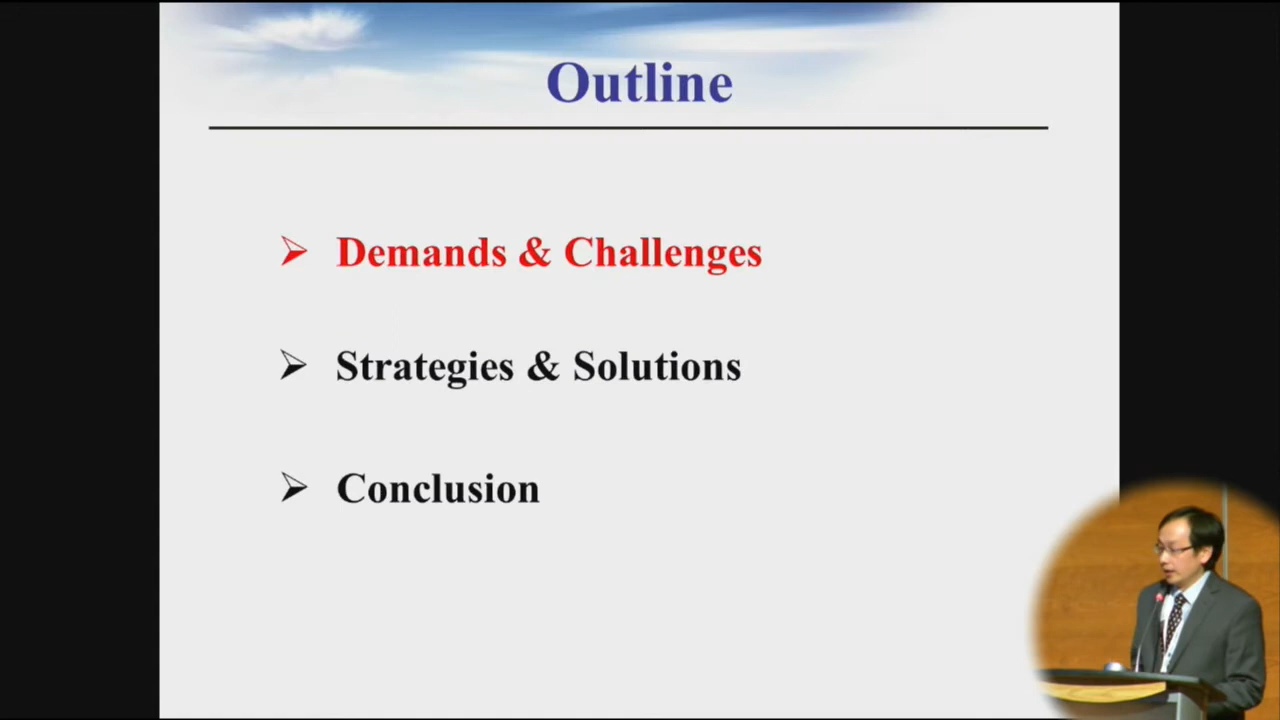 Outline
Demands & Challenges
Strategies & Solutions
Conclusion